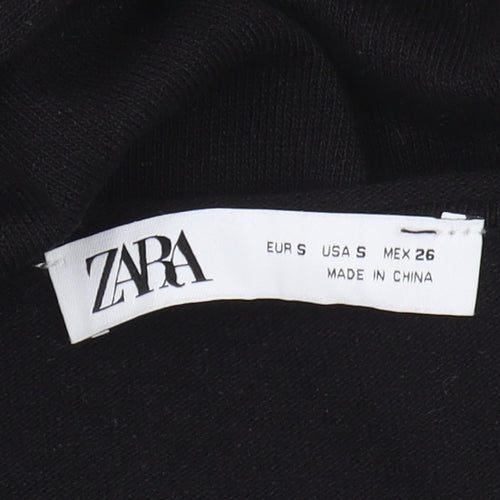 ZARA
EUR S USA S MEX 26
MADE IN CHINA